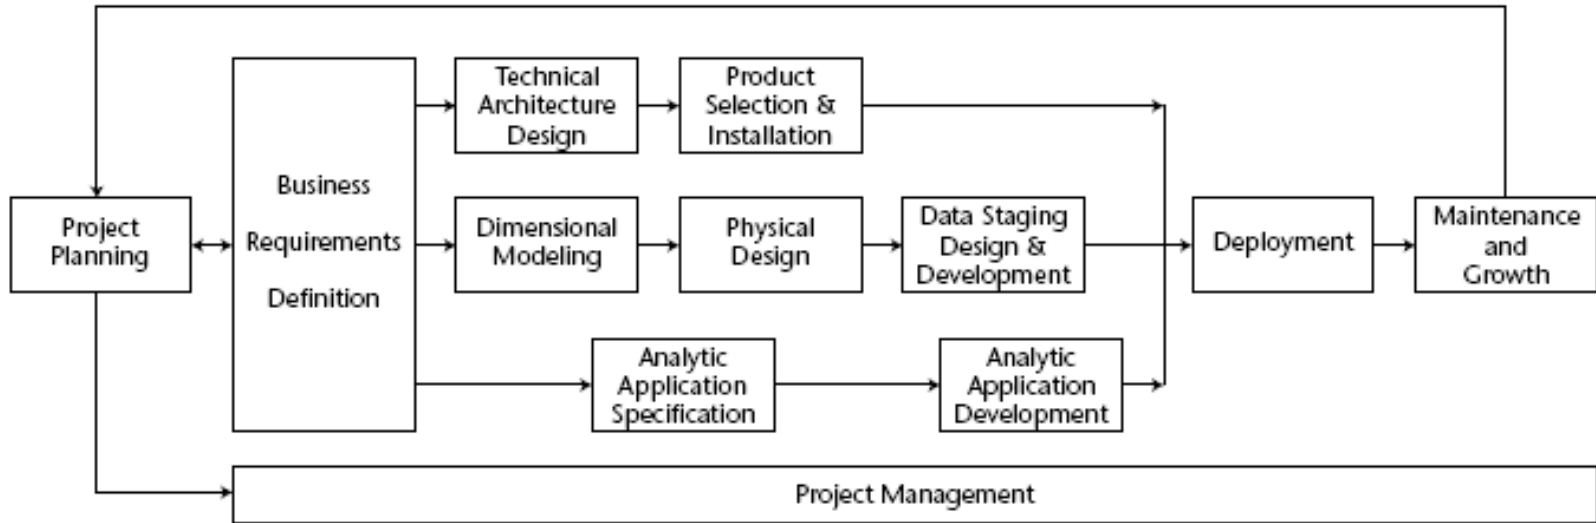 Technical
Architecture
Design
Product
Selection &
Installation
Business
Requirements
Definition
Project
Planning
Dimensional
Modeling
Physical
Design
Data Staging
Design &
Development
Deployment
Maintenance
and
Growth
Analytic
Application
Specification
Analytic
Application
Development
Project Management